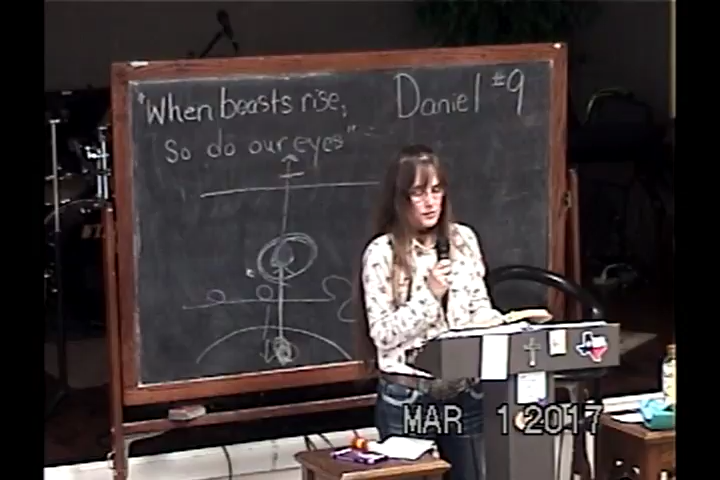 "When beasts rise,
So do our eyes"
Daniel #9
MAR 1 2017